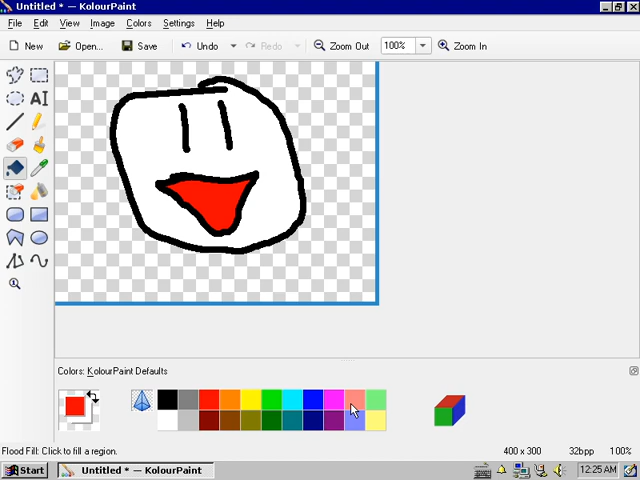 Untitled * — KolourPaint
File Edit View Image Colors Settings Help
New Open... Save Undo Redo Zoom Out 100% Zoom In
AI
Colors: KolourPaint Defaults
Flood Fill: Click to fill a region. 400 x 300 32bpp 100%
Start Untitled * — KolourPaint 12:25 AM